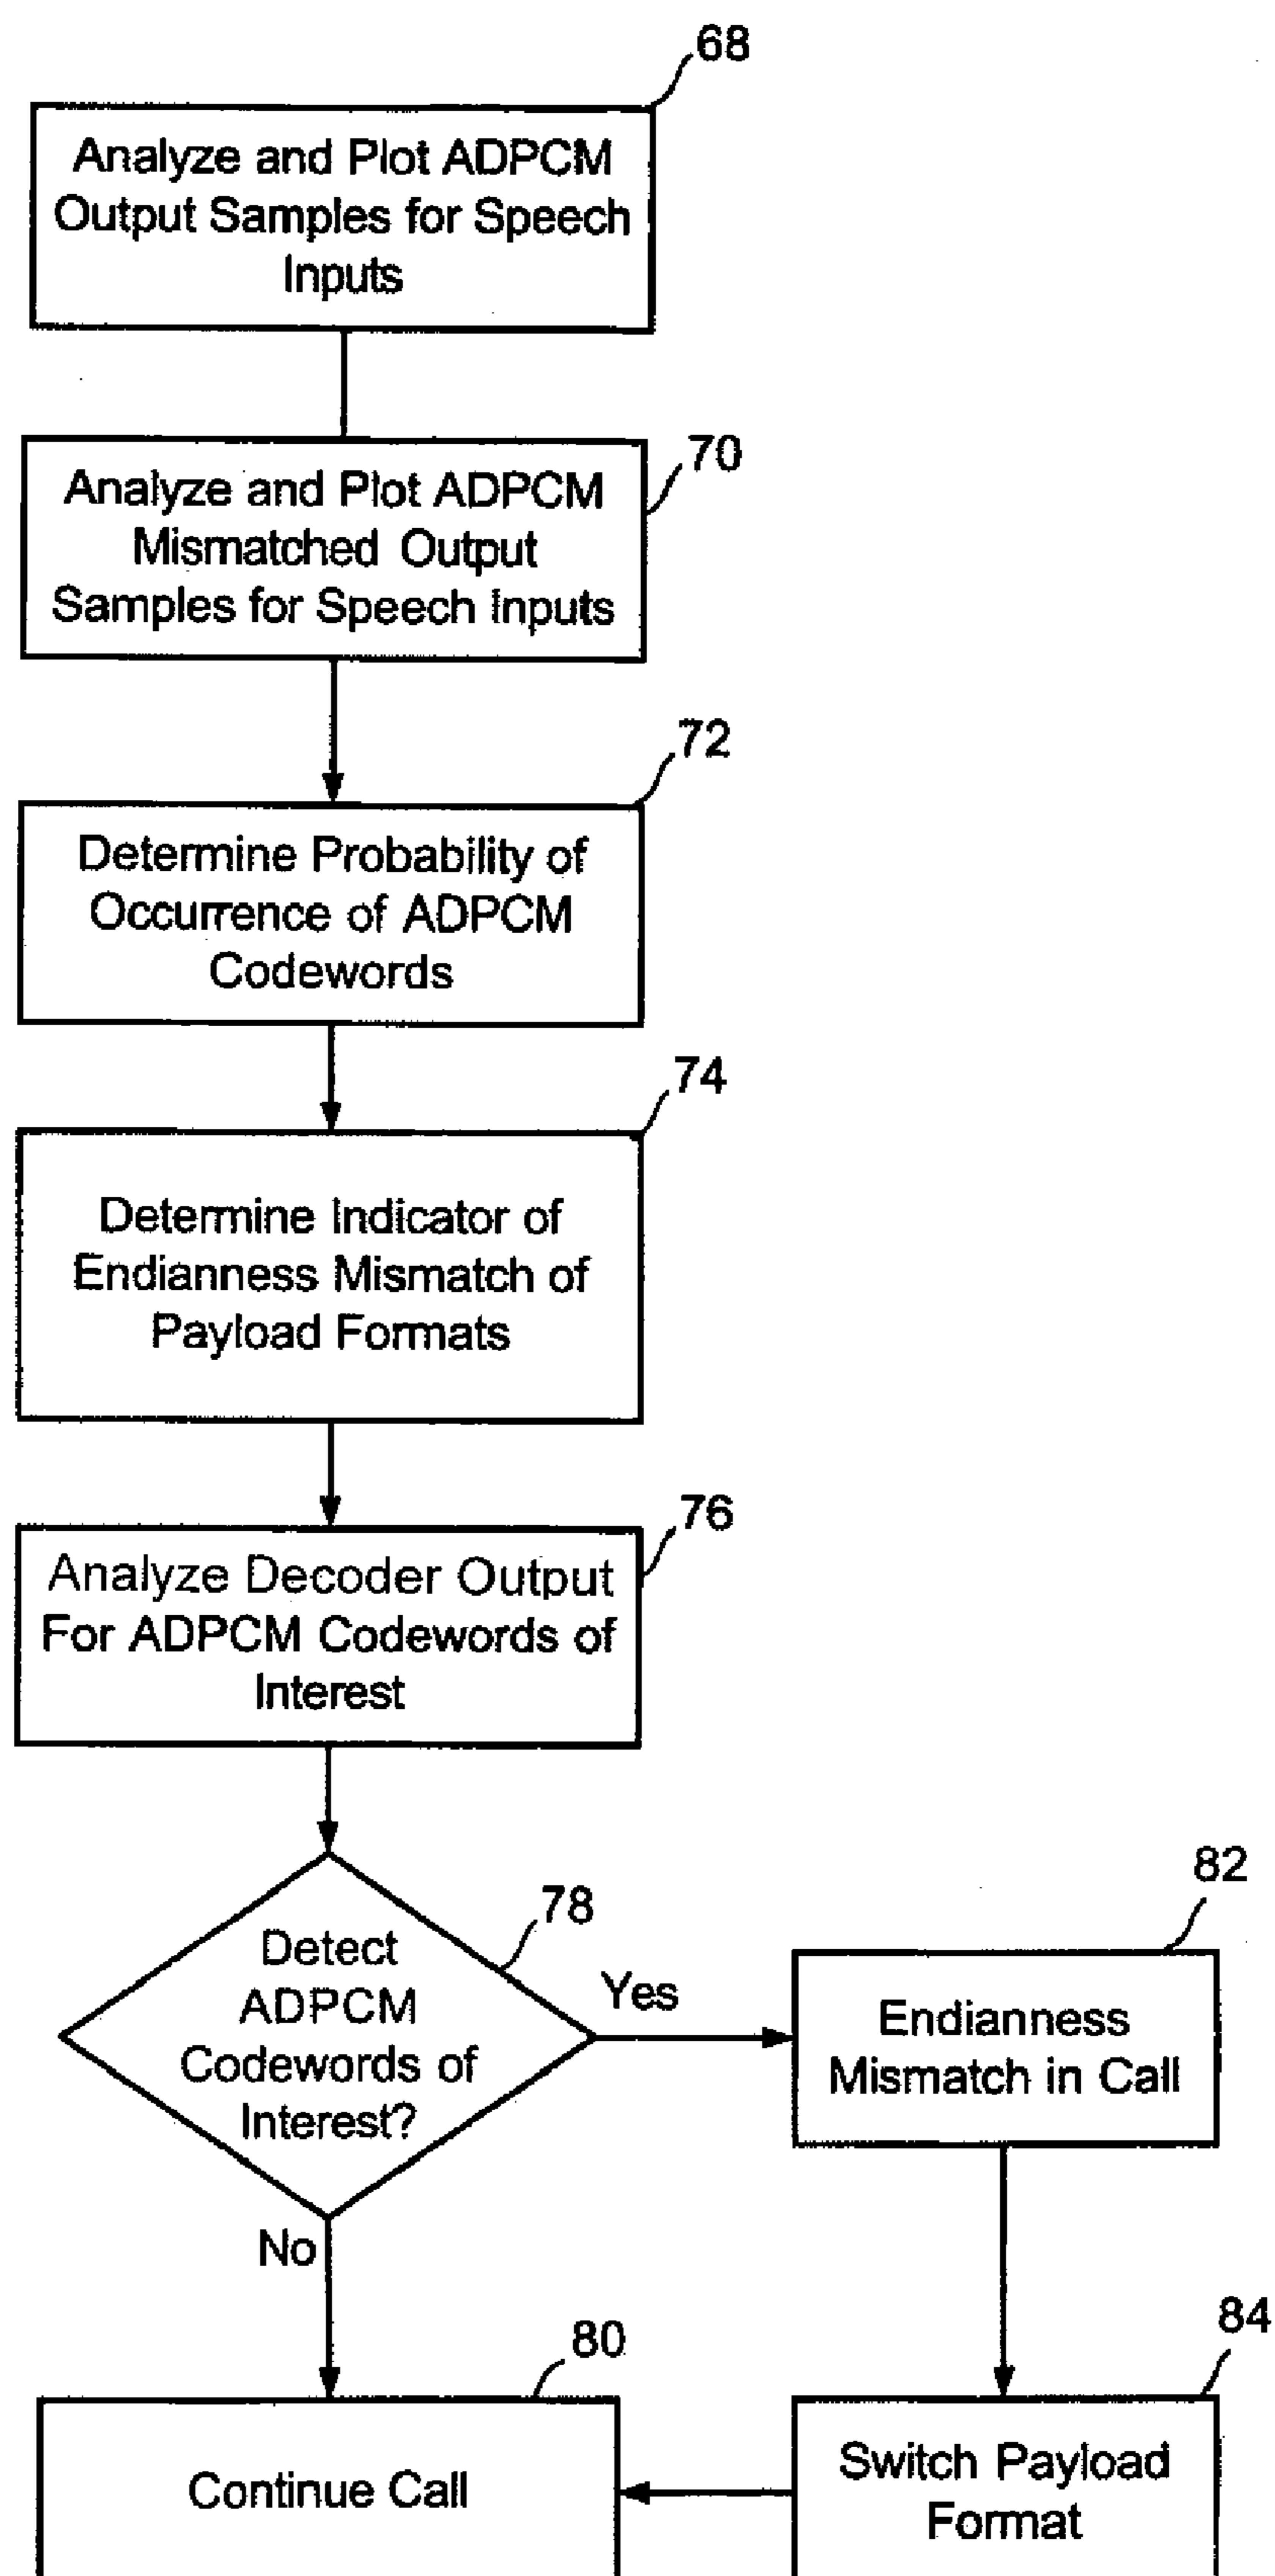 68
Analyze and Plot ADPCM
Output Samples for Speech
Inputs
70
Analyze and Plot ADPCM
Mismatched Output
Samples for Speech Inputs
72
Determine Probability of
Occurrence of ADPCM
Codewords
74
Determine Indicator of
Endianness Mismatch of
Payload Formats
76
Analyze Decoder Output
For ADPCM Codewords of
Interest
78
Detect
ADPCM
Codewords of
Interest?
Yes
82
Endianness
Mismatch in Call
No
80
Continue Call
84
Switch Payload
Format